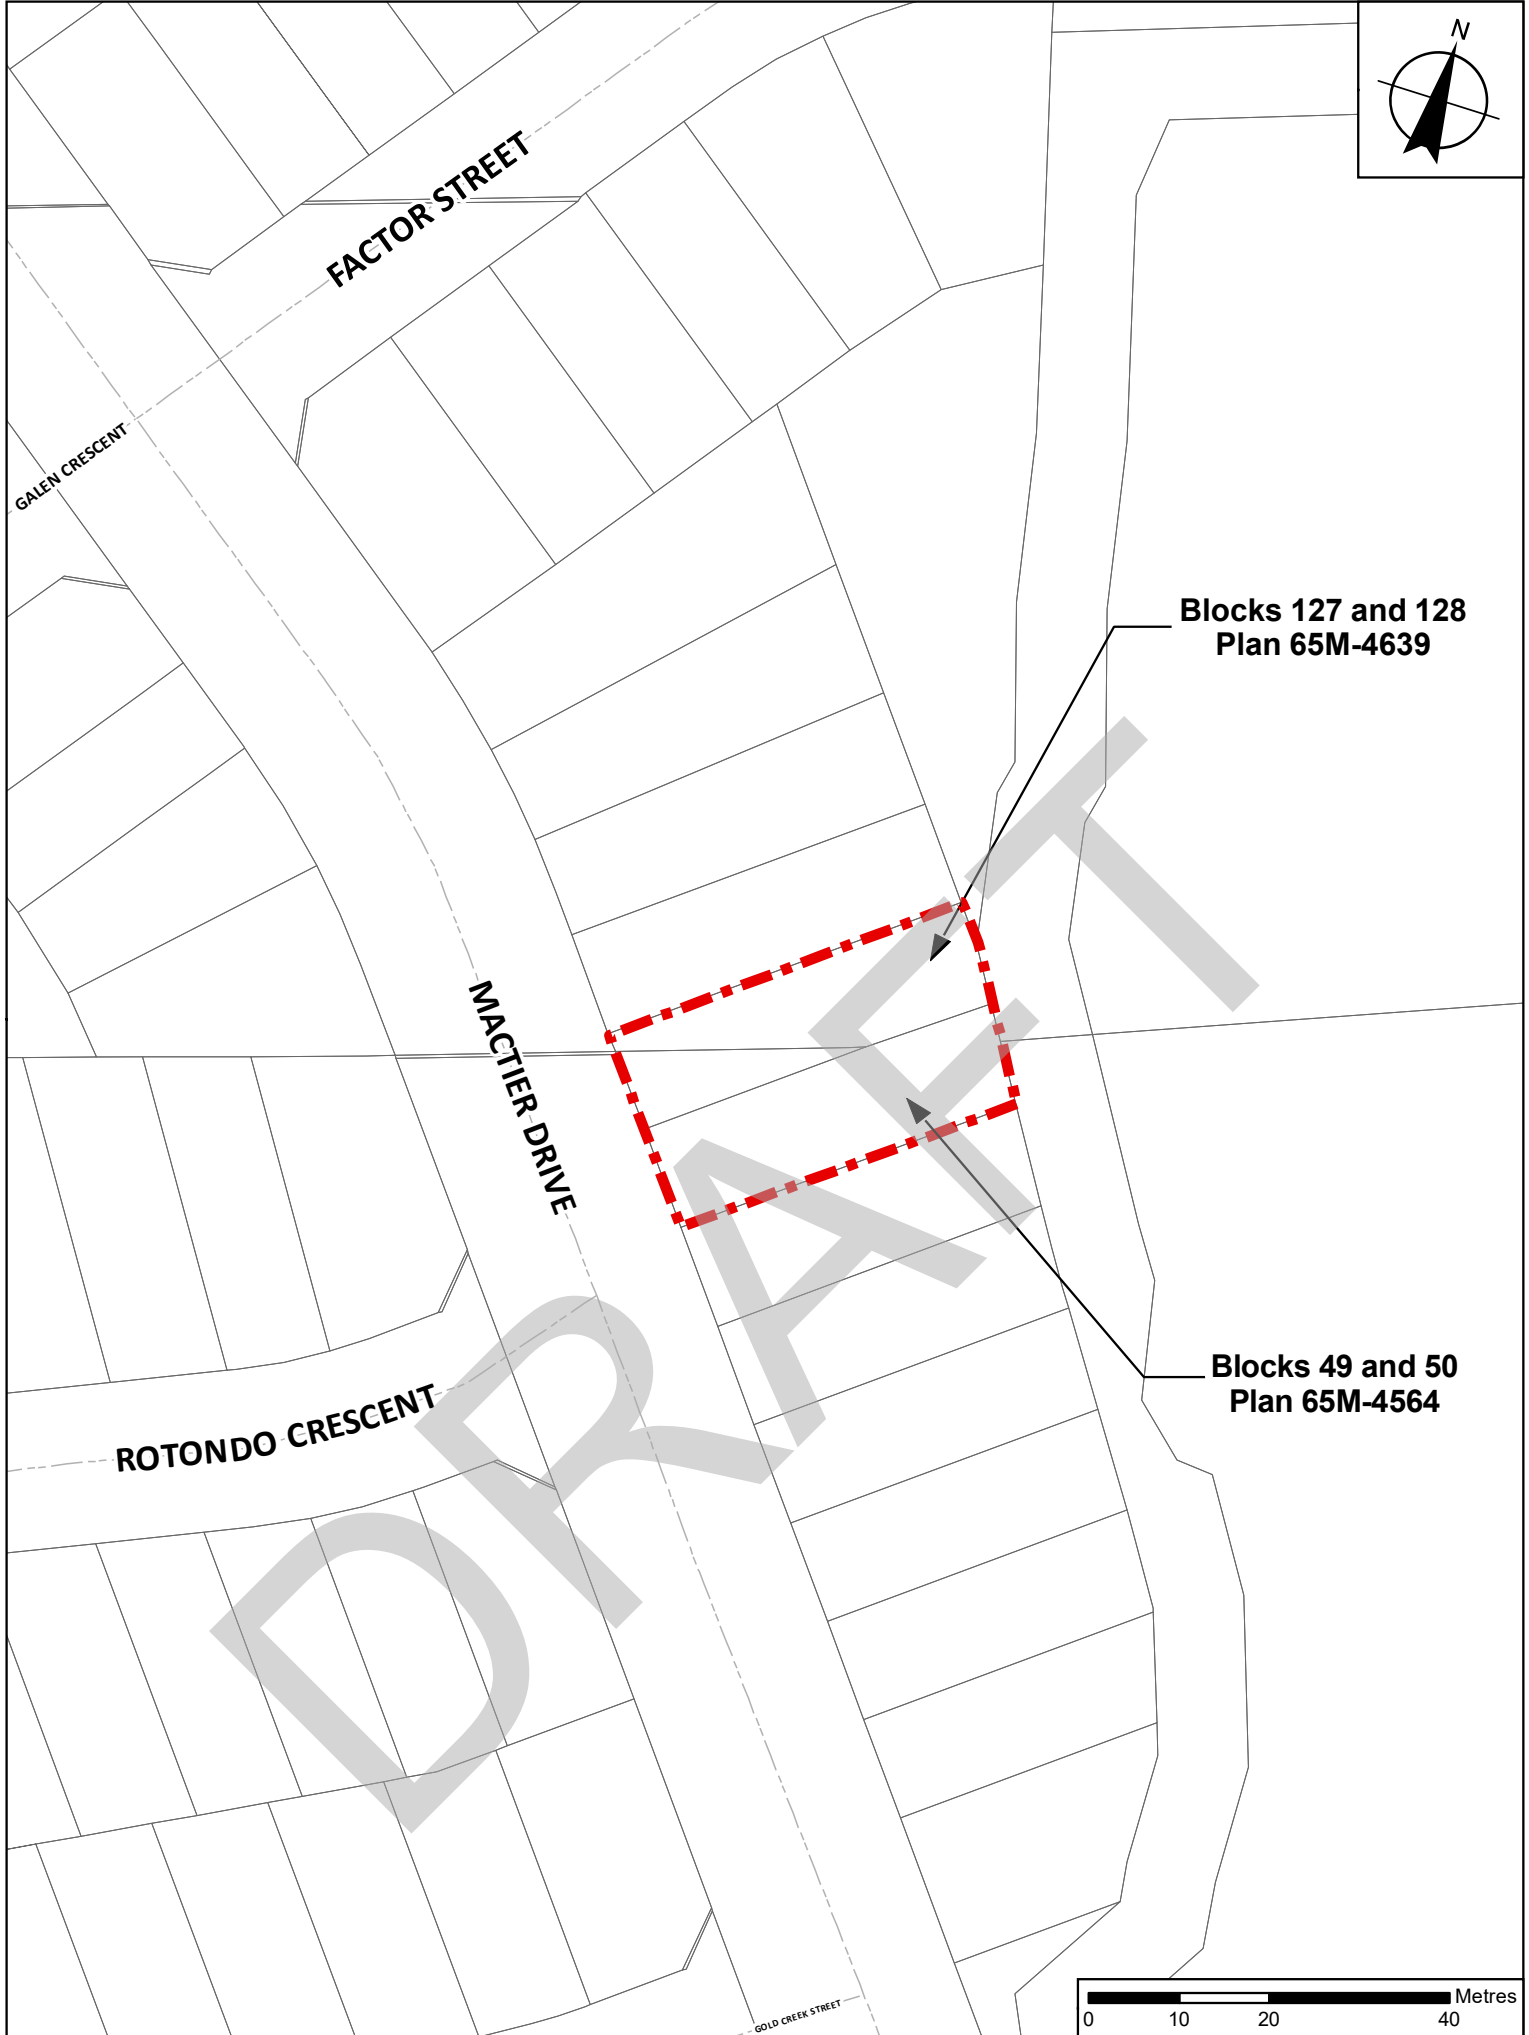 N
FACTOR STREET
GALEN CRESCENT
Blocks 127 and 128
Plan 65M-4639
MACTIER DRIVE
DRAFT
Blocks 49 and 50
Plan 65M-4564
ROTONDO CRESCENT
GOLD CREEK STREET
Metres
0 10 20 40